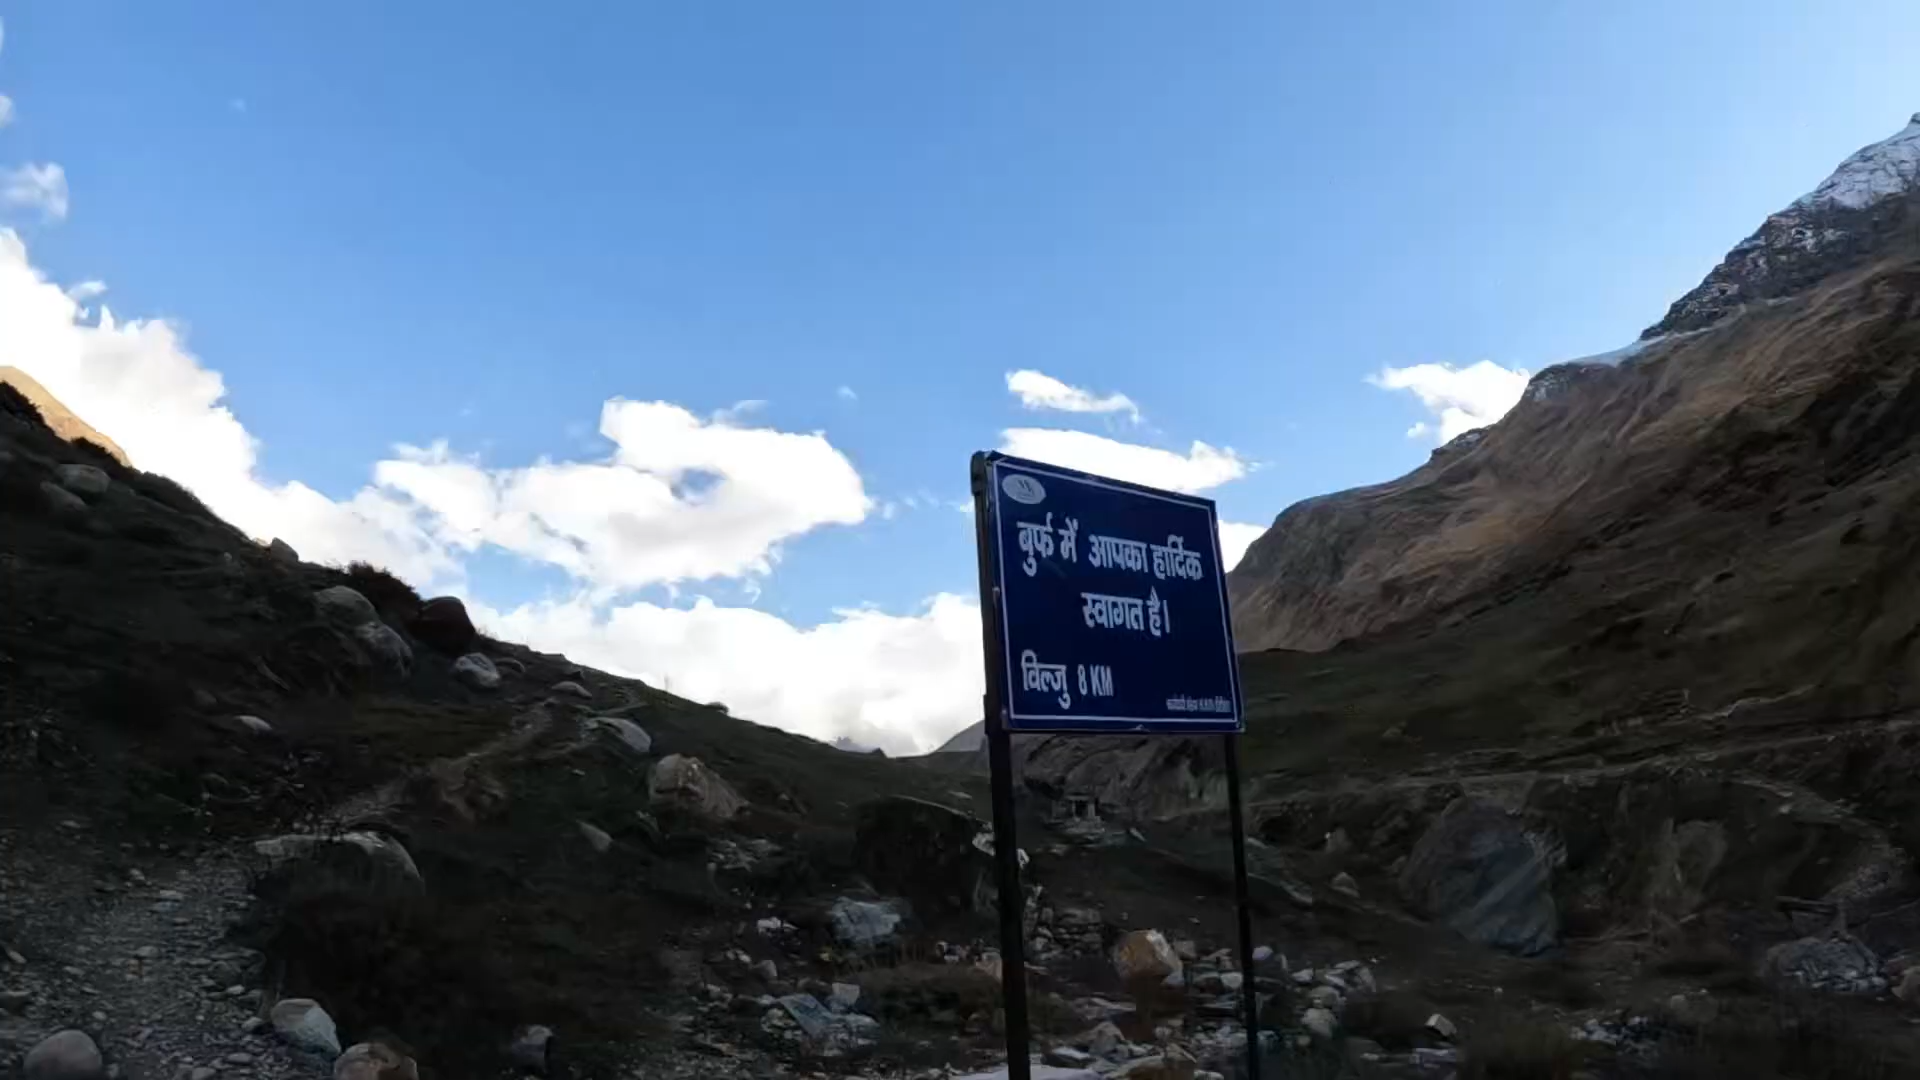 बुर्फ में आपका हार्दिक
स्वागत है।
विल्जु 8 KM